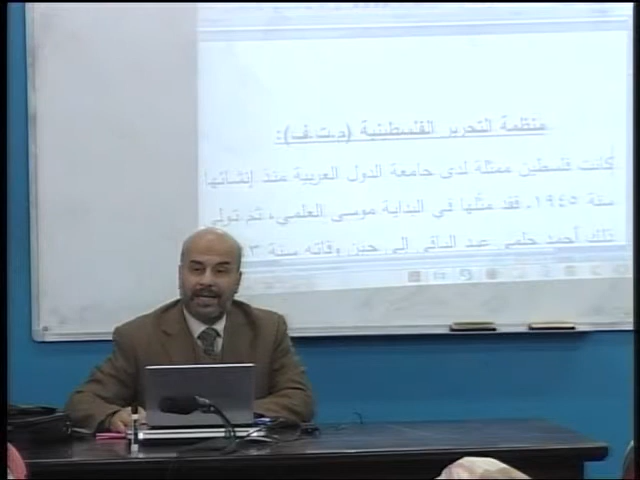 منظمة التحرير الفلسطينية (م.ت.ف):
كانت فلسطين ممثلة لدى جامعة الدول العربية منذ إنشائها
سنة ١٩٤٥، فقد مثلها في البداية موسى العلمي، ثم تولى
ذلك أحمد حلمي عبد الباقي إلى حين وفاته سنة